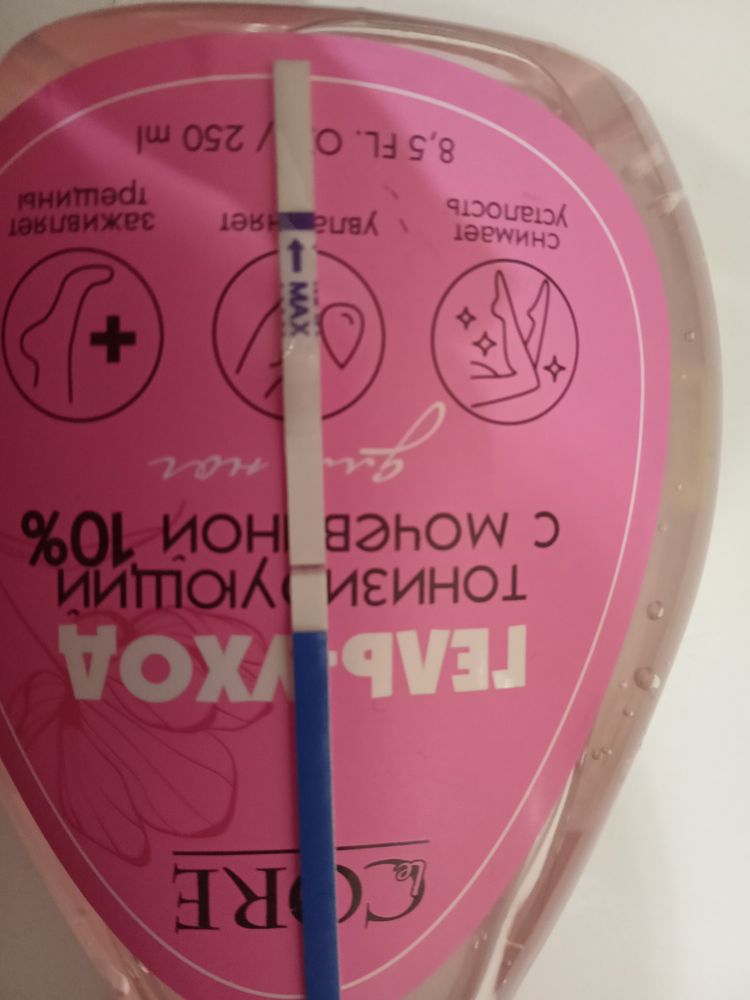 le CORE
ГЕЛЬ-УХОД
ТОНИЗИРУЮЩИЙ
С МОЧЕВИНОЙ 10%
для ног
снимает
усталость
увлажняет
заживляет
трещины
8,5 FL. OZ / 250 ml
MAX